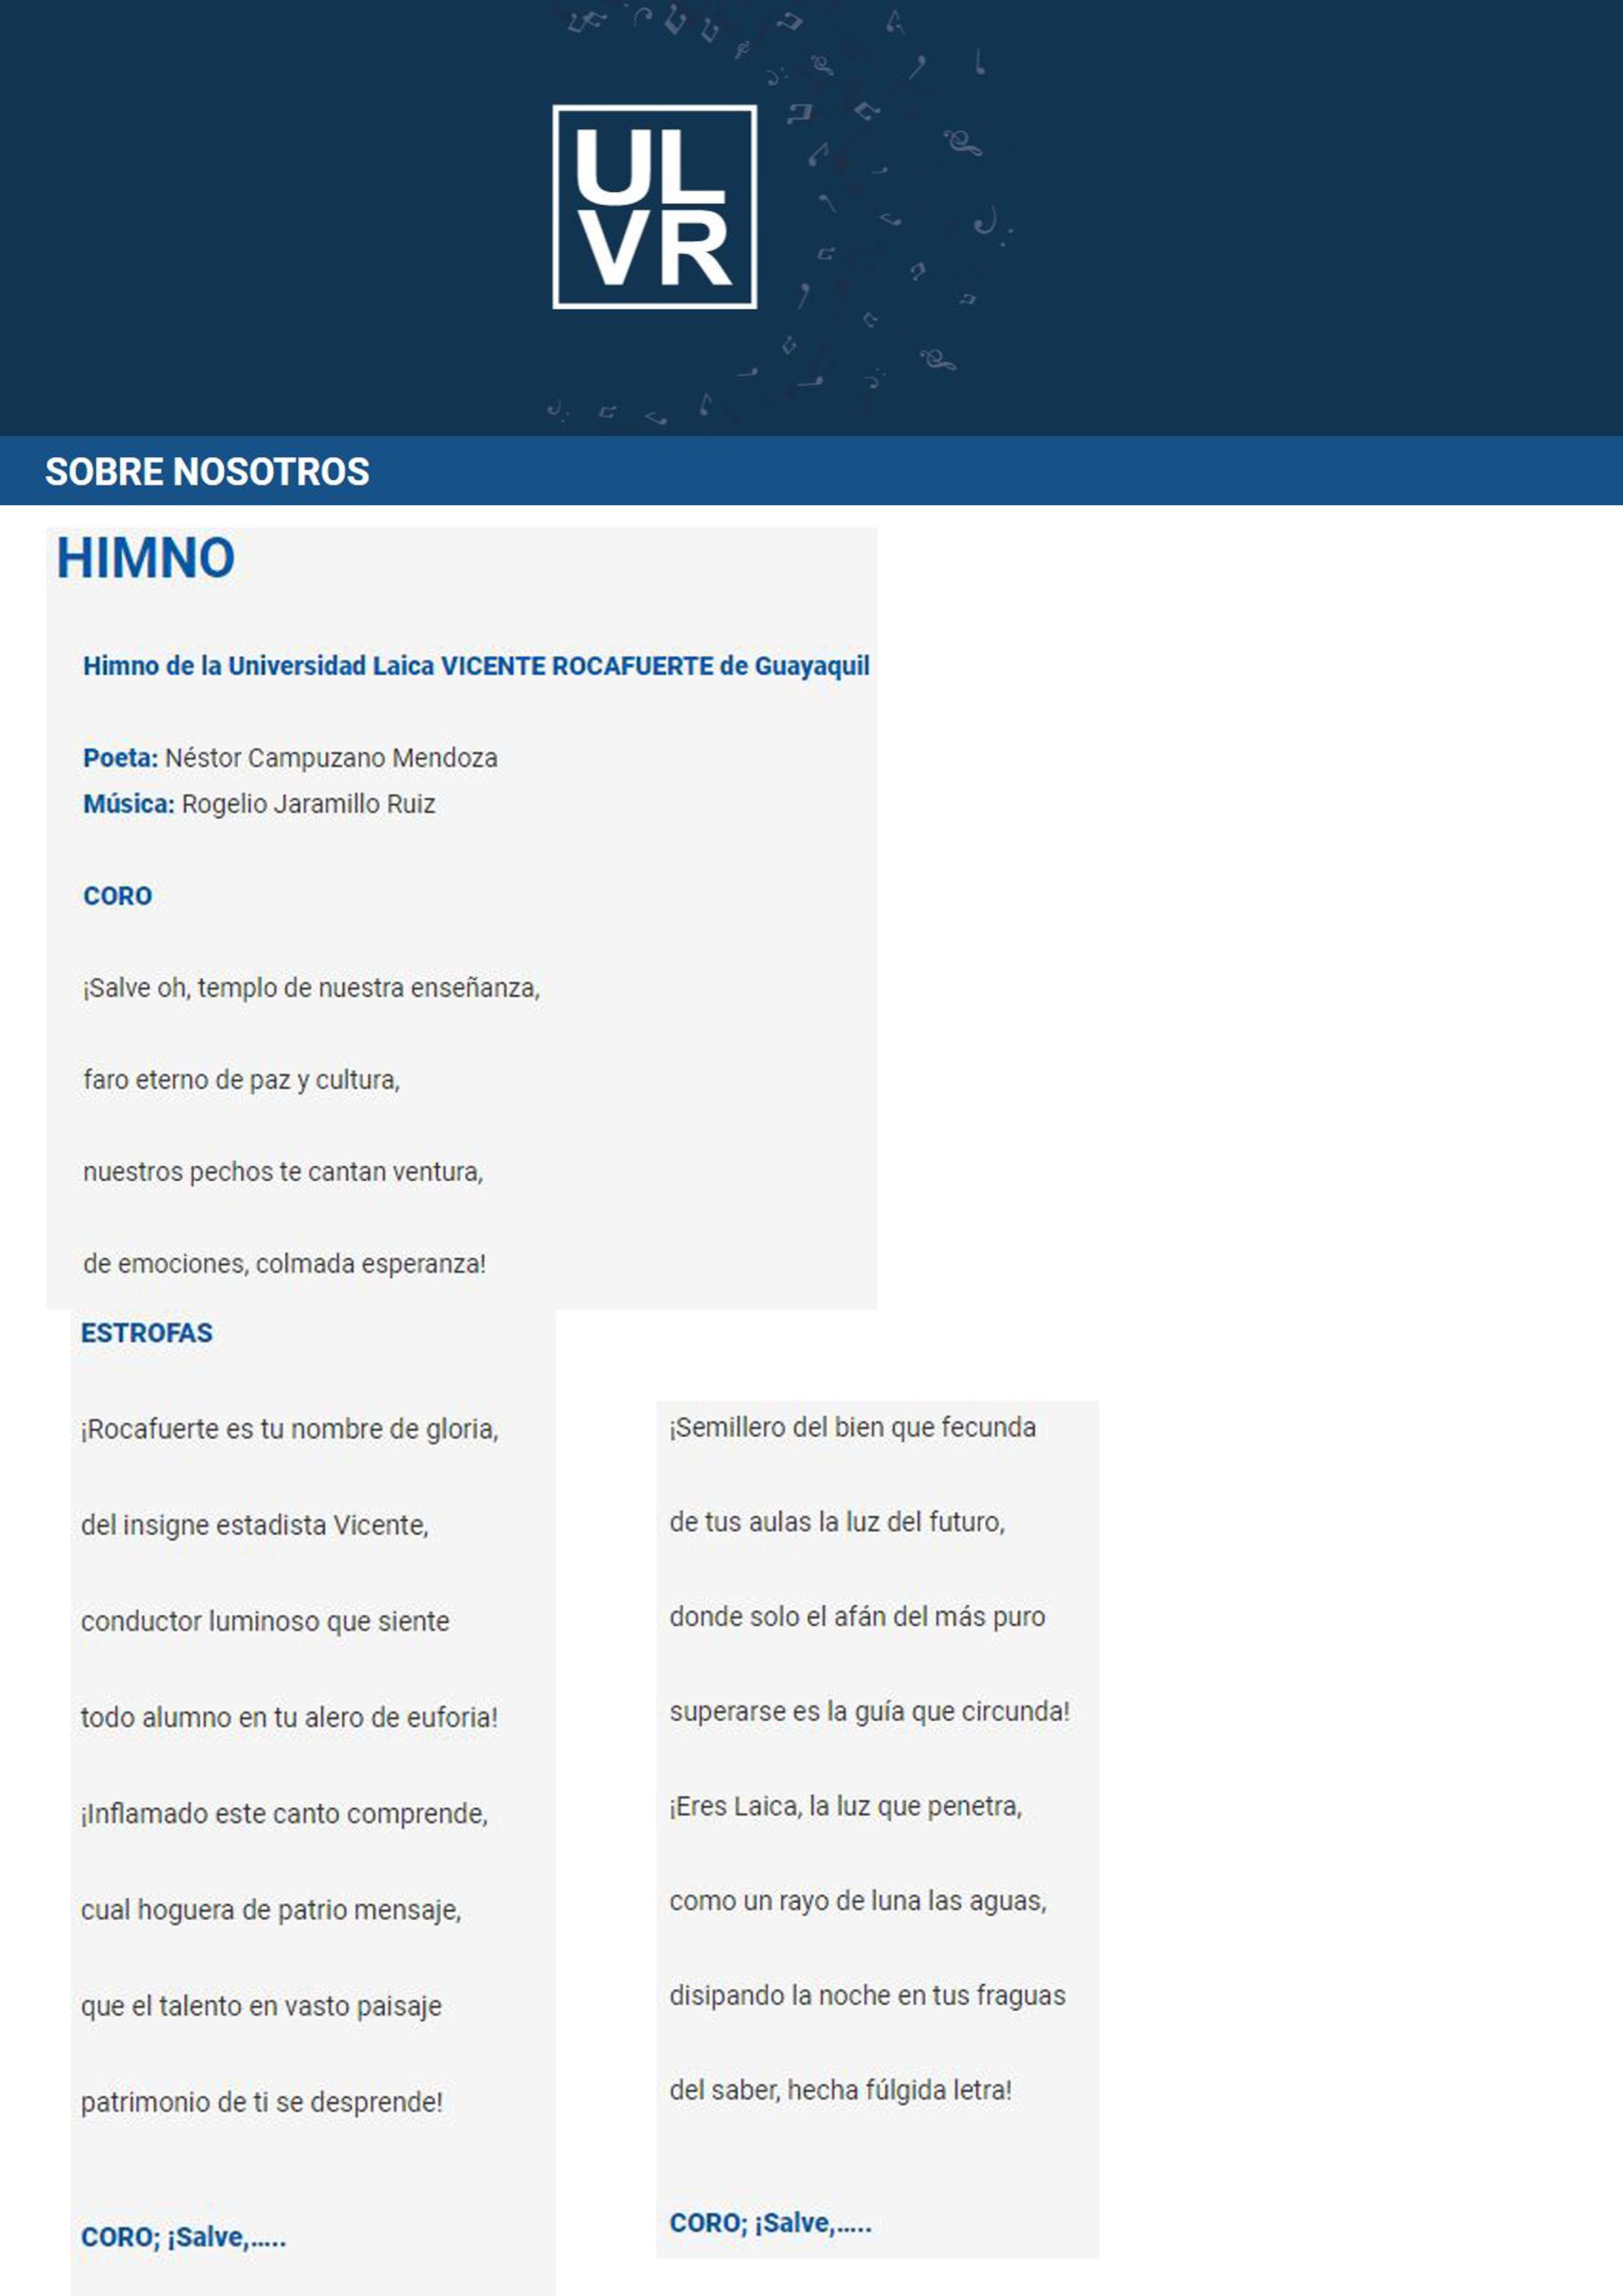 UL
VR
SOBRE NOSOTROS
HIMNO
Himno de la Universidad Laica VICENTE ROCAFUERTE de Guayaquil
Poeta: Néstor Campuzano Mendoza
Música: Rogelio Jaramillo Ruiz
CORO
¡Salve oh, templo de nuestra enseñanza,
faro eterno de paz y cultura,
nuestros pechos te cantan ventura,
de emociones, colmada esperanza!
ESTROFAS
¡Rocafuerte es tu nombre de gloria,
del insigne estadista Vicente,
conductor luminoso que siente
todo alumno en tu alero de euforia!
¡Inflamado este canto comprende,
cual hoguera de patrio mensaje,
que el talento en vasto paisaje
patrimonio de ti se desprende!
CORO; ¡Salve,.....
¡Semillero del bien que fecunda
de tus aulas la luz del futuro,
donde solo el afán del más puro
superarse es la guía que circunda!
¡Eres Laica, la luz que penetra,
como un rayo de luna las aguas,
disipando la noche en tus fraguas
del saber, hecha fúlgida letra!
CORO; ¡Salve,.....